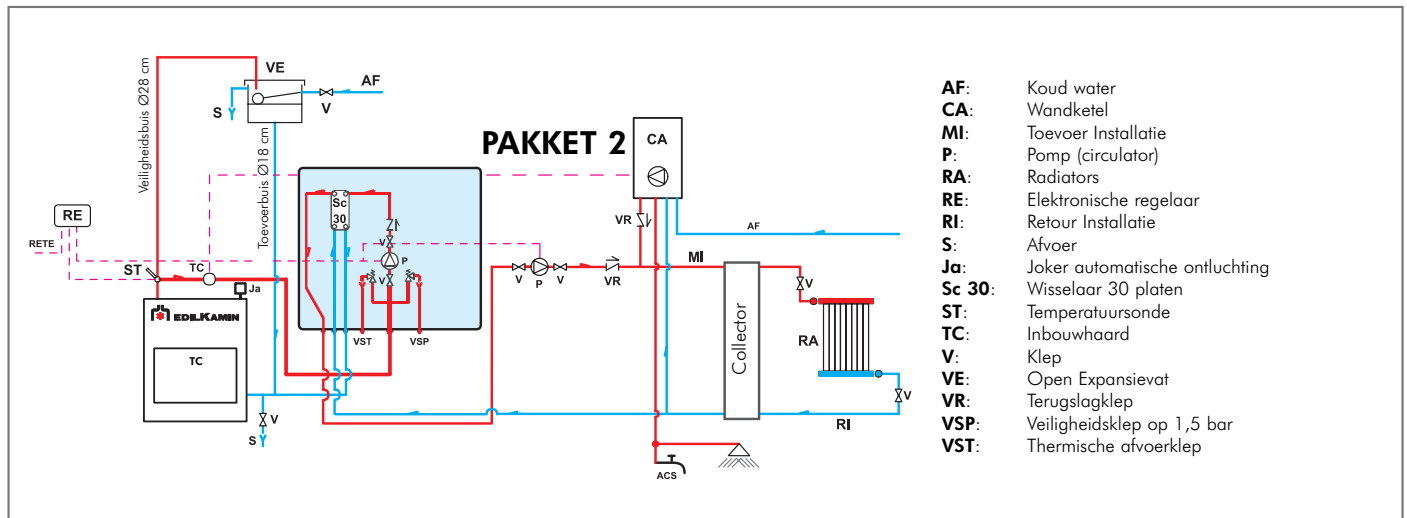 VE
AF
V
S
Veiligheidsbuis Ø28 cm
Toevoerbuis Ø18 cm
PAKKET 2
CA
Sc
30
RE
RETE
ST
TC
Ja
EDILKAMIN
TC
V
S
V
P
V
VST
VSP
VR
AF
V
P
V
VR
MI
Collector
V
RA
V
RI
ACS
AF: Koud water
CA: Wandketel
MI: Toevoer Installatie
P: Pomp (circulator)
RA: Radiators
RE: Elektronische regelaar
RI: Retour Installatie
S: Afvoer
Ja: Joker automatische ontluchting
Sc 30: Wisselaar 30 platen
ST: Temperatuursonde
TC: Inbouwhaard
V: Klep
VE: Open Expansievat
VR: Terugslagklep
VSP: Veiligheidsklep op 1,5 bar
VST: Thermische afvoerklep